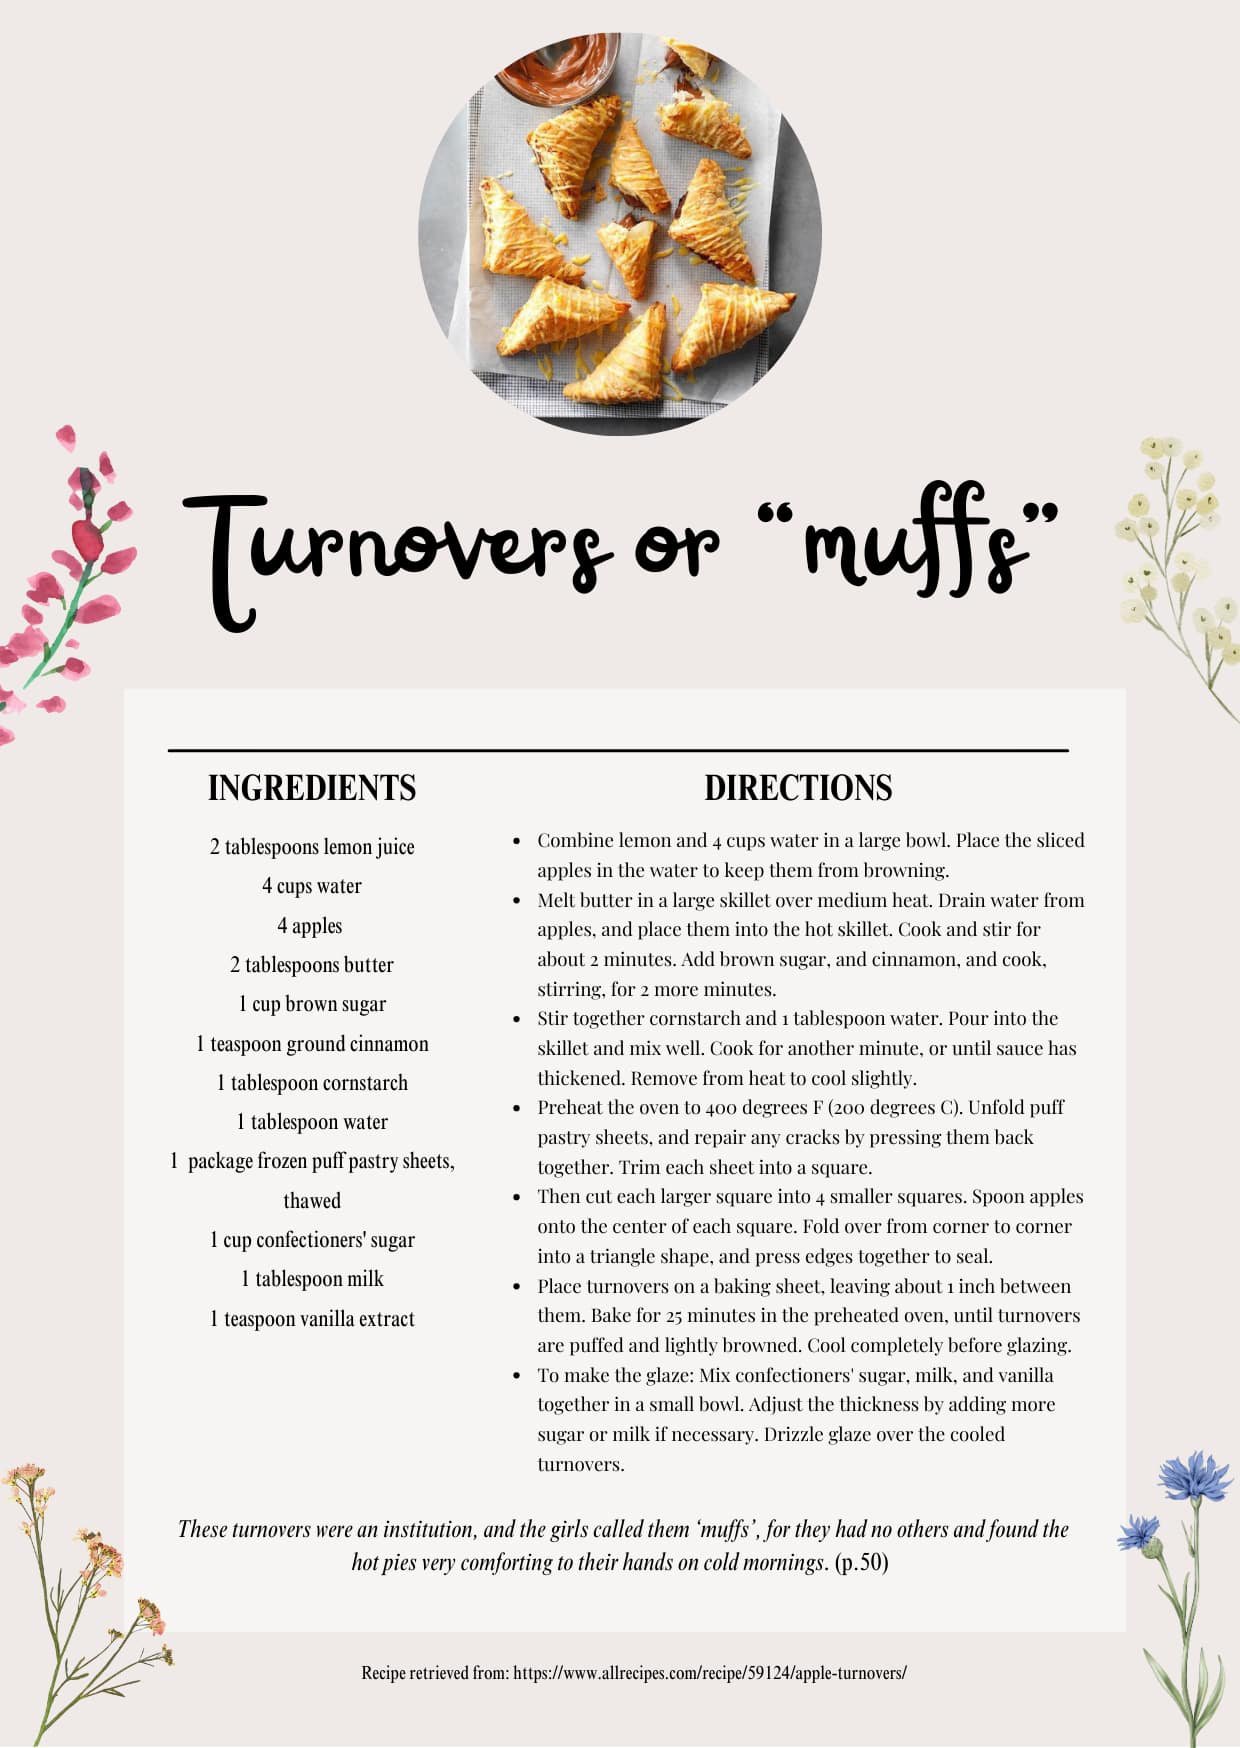 Turnovers or “muffs”
INGREDIENTS
2 tablespoons lemon juice
4 cups water
4 apples
2 tablespoons butter
1 cup brown sugar
1 teaspoon ground cinnamon
1 tablespoon cornstarch
1 tablespoon water
1 package frozen puff pastry sheets,
thawed
1 cup confectioners' sugar
1 tablespoon milk
1 teaspoon vanilla extract
DIRECTIONS
• Combine lemon and 4 cups water in a large bowl. Place the sliced
apples in the water to keep them from browning.
• Melt butter in a large skillet over medium heat. Drain water from
apples, and place them into the hot skillet. Cook and stir for
about 2 minutes. Add brown sugar, and cinnamon, and cook,
stirring, for 2 more minutes.
• Stir together cornstarch and 1 tablespoon water. Pour into the
skillet and mix well. Cook for another minute, or until sauce has
thickened. Remove from heat to cool slightly.
• Preheat the oven to 400 degrees F (200 degrees C). Unfold puff
pastry sheets, and repair any cracks by pressing them back
together. Trim each sheet into a square.
• Then cut each larger square into 4 smaller squares. Spoon apples
onto the center of each square. Fold over from corner to corner
into a triangle shape, and press edges together to seal.
• Place turnovers on a baking sheet, leaving about 1 inch between
them. Bake for 25 minutes in the preheated oven, until turnovers
are puffed and lightly browned. Cool completely before glazing.
• To make the glaze: Mix confectioners' sugar, milk, and vanilla
together in a small bowl. Adjust the thickness by adding more
sugar or milk if necessary. Drizzle glaze over the cooled
turnovers.
These turnovers were an institution, and the girls called them ‘muffs’, for they had no others and found the
hot pies very comforting to their hands on cold mornings. (p.50)
Recipe retrieved from: https://www.allrecipes.com/recipe/59124/apple-turnovers/